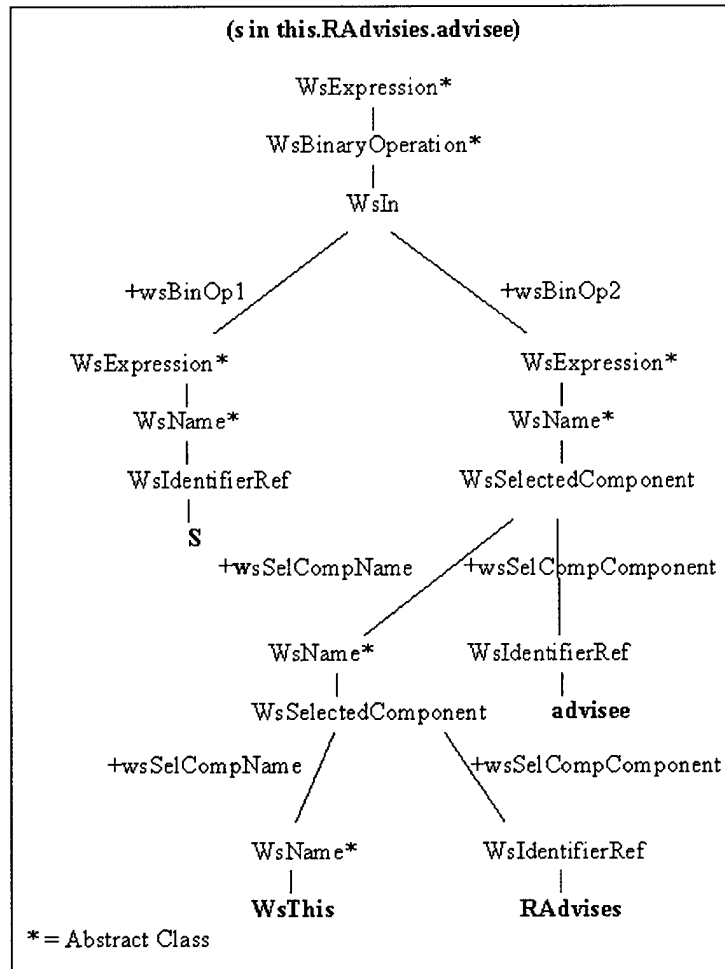 (s in this.RAdvisies.advisee)
WsExpression*
WsBinaryOperation*
WsIn
+wsBinOp1 +wsBinOp2
WsExpression* WsExpression*
WsName* WsName*
WsIdentifierRef WsSelectedComponent
S
+wsSelCompName +wsSelCompComponent
WsName* WsIdentifierRef
WsSelectedComponent advisee
+wsSelCompName +wsSelCompComponent
WsName* WsIdentifierRef
WsThis RAdvises
* = Abstract Class